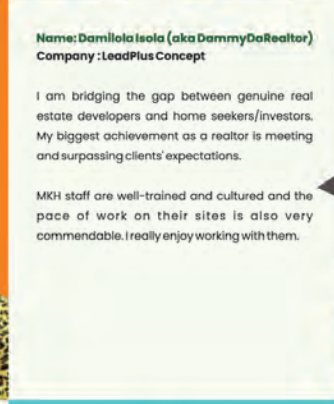 Name: Damilola Isola (aka DammyDaRealtor)
Company : LeadPlus Concept
I am bridging the gap between genuine real
estate developers and home seekers/investors.
My biggest achievement as a realtor is meeting
and surpassing clients' expectations.
MKH staff are well-trained and cultured and the
pace of work on their sites is also very
commendable. I really enjoy working with them.